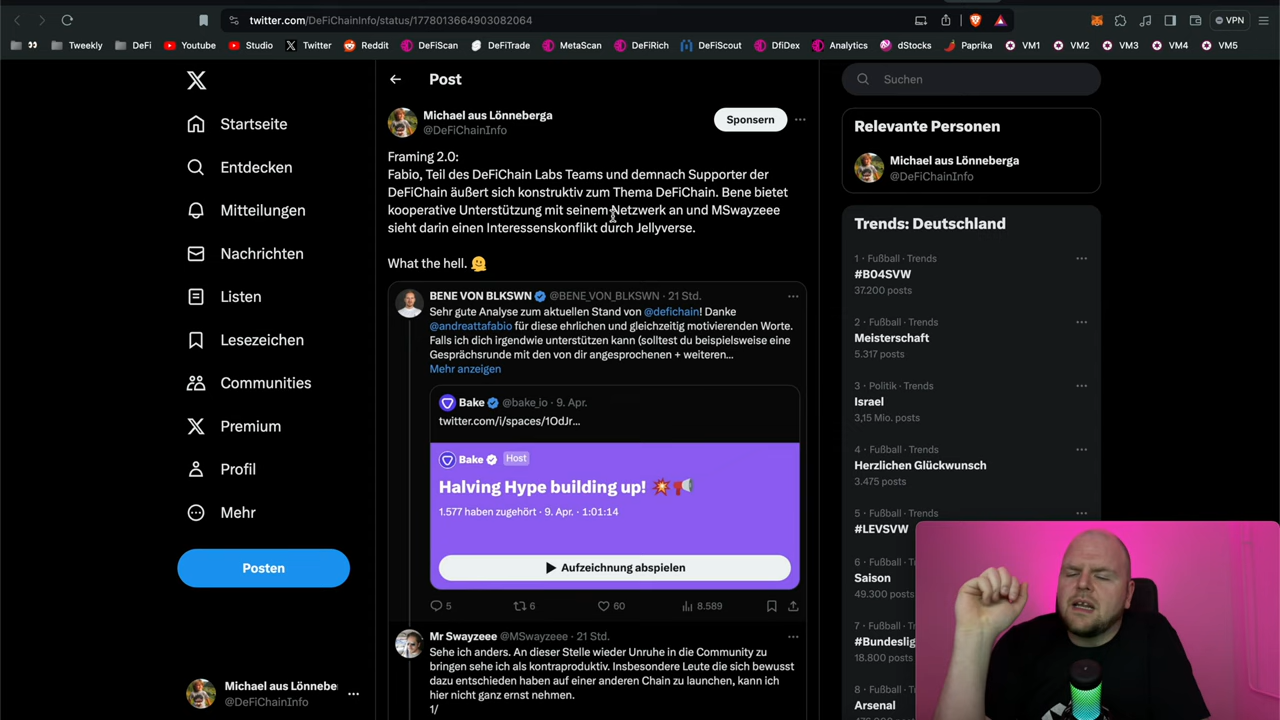 twitter.com/DeFiChainInfo/status/1778013664903082064
VPN
👀
Tweekly
DeFi
Youtube
Studio
Twitter
Reddit
DeFiScan
DeFiTrade
MetaScan
DeFiRich
DeFiScout
DfiDex
Analytics
dStocks
Paprika
VM1
VM2
VM3
VM4
VM5
Startseite
Entdecken
Mitteilungen
Nachrichten
Listen
Lesezeichen
Communities
Premium
Profil
Mehr
Posten
Michael aus Lönnebe
@DeFiChainInfo
Post
Michael aus Lönneberga
@DeFiChainInfo
Sponsern
Framing 2.0:
Fabio, Teil des DeFiChain Labs Teams und demnach Supporter der
DeFiChain äußert sich konstruktiv zum Thema DeFiChain. Bene bietet
kooperative Unterstützung mit seinem Netzwerk an und MSwayzeee
sieht darin einen Interessenskonflikt durch Jellyverse.
What the hell. 🫠
BENE VON BLKSWN @BENE_VON_BLKSWN · 21 Std.
Sehr gute Analyse zum aktuellen Stand von @defichain! Danke
@andreattafabio für diese ehrlichen und gleichzeitig motivierenden Worte.
Falls ich dich irgendwie unterstützen kann (solltest du beispielsweise eine
Gesprächsrunde mit den von dir angesprochenen + weiteren…
Mehr anzeigen
Bake @bake_io · 9. Apr.
twitter.com/i/spaces/1OdJr…
Bake Host
Halving Hype building up! 💥📢
1.577 haben zugehört · 9. Apr. · 1:01:14
Aufzeichnung abspielen
5
6
60
8.589
Mr Swayzeee @MSwayzeee · 21 Std.
Sehe ich anders. An dieser Stelle wieder Unruhe in die Community zu
bringen sehe ich als kontraproduktiv. Insbesondere Leute die sich bewusst
dazu entschieden haben auf einer anderen Chain zu launchen, kann ich
hier nicht ganz ernst nehmen.
1/
Suchen
Relevante Personen
Michael aus Lönneberga
@DeFiChainInfo
Trends: Deutschland
1 · Fußball · Trends
#B04SVW
37.200 posts
2 · Fußball · Trends
Meisterschaft
5.317 posts
3 · Politik · Trends
Israel
3,15 Mio. posts
4 · Fußball · Trends
Herzlichen Glückwunsch
3.475 posts
5 · Fußball · Trends
#LEVSVW
6 · Fußball
Saison
49.300 posts
7 · Fußball
#Bundeslig
18.800 posts
8 · Fußball
Arsenal